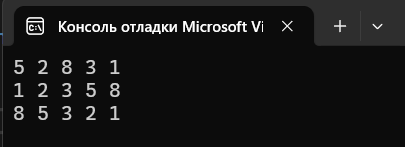 Консоль отладки Microsoft Vi
5 2 8 3 1
1 2 3 5 8
8 5 3 2 1